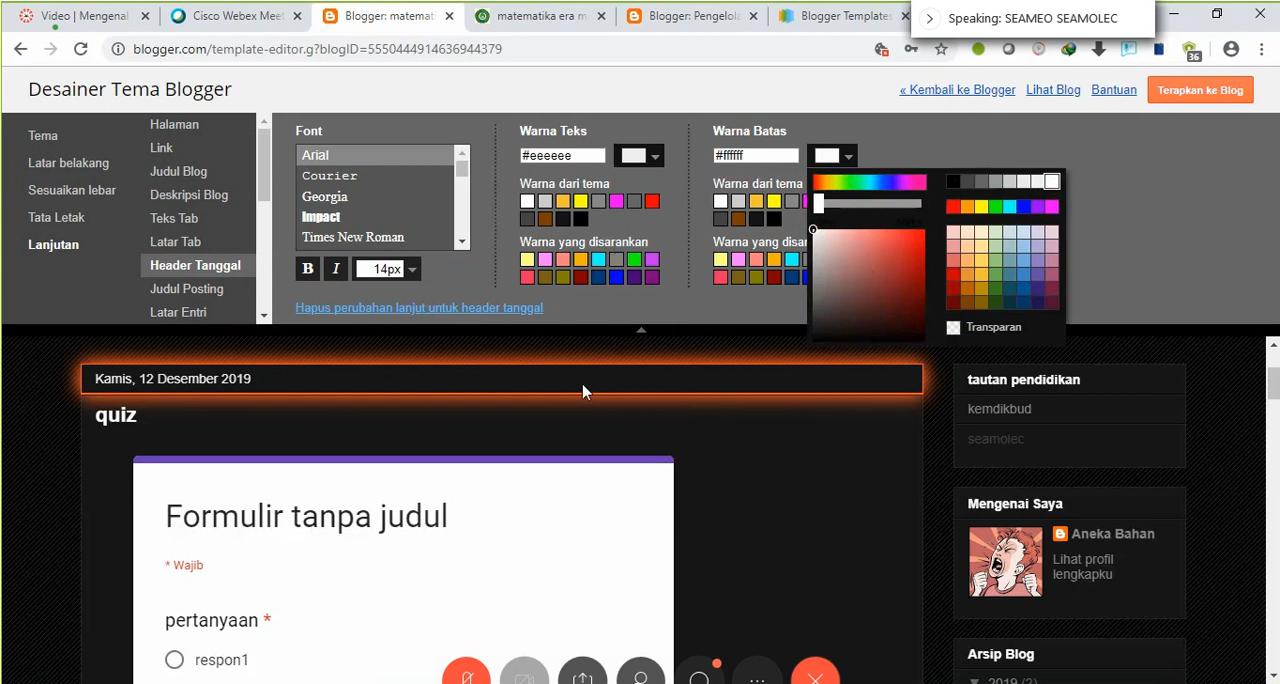 Video | Mengenal
Cisco Webex Meet
Blogger: matemati
matematika era m
Blogger: Pengelola
Blogger Templates
Speaking: SEAMEO SEAMOLEC
blogger.com/template-editor.g?blogID=5550444914636944379
36
Desainer Tema Blogger
« Kembali ke Blogger
Lihat Blog
Bantuan
Terapkan ke Blog
Tema
Latar belakang
Sesuaikan lebar
Tata Letak
Lanjutan
Halaman
Link
Judul Blog
Deskripsi Blog
Teks Tab
Latar Tab
Header Tanggal
Judul Posting
Latar Entri
Font
Arial
Courier
Georgia
Impact
Times New Roman
B I 14px
Hapus perubahan lanjut untuk header tanggal
Warna Teks
#eeeeee
Warna dari tema
Warna yang disarankan
Warna Batas
#ffffff
Warna dari tema
Warna yang disar
Transparan
Kamis, 12 Desember 2019
quiz
Formulir tanpa judul
* Wajib
pertanyaan *
respon1
tautan pendidikan
kemdikbud
seamolec
Mengenai Saya
Aneka Bahan
Lihat profil
lengkapku
Arsip Blog